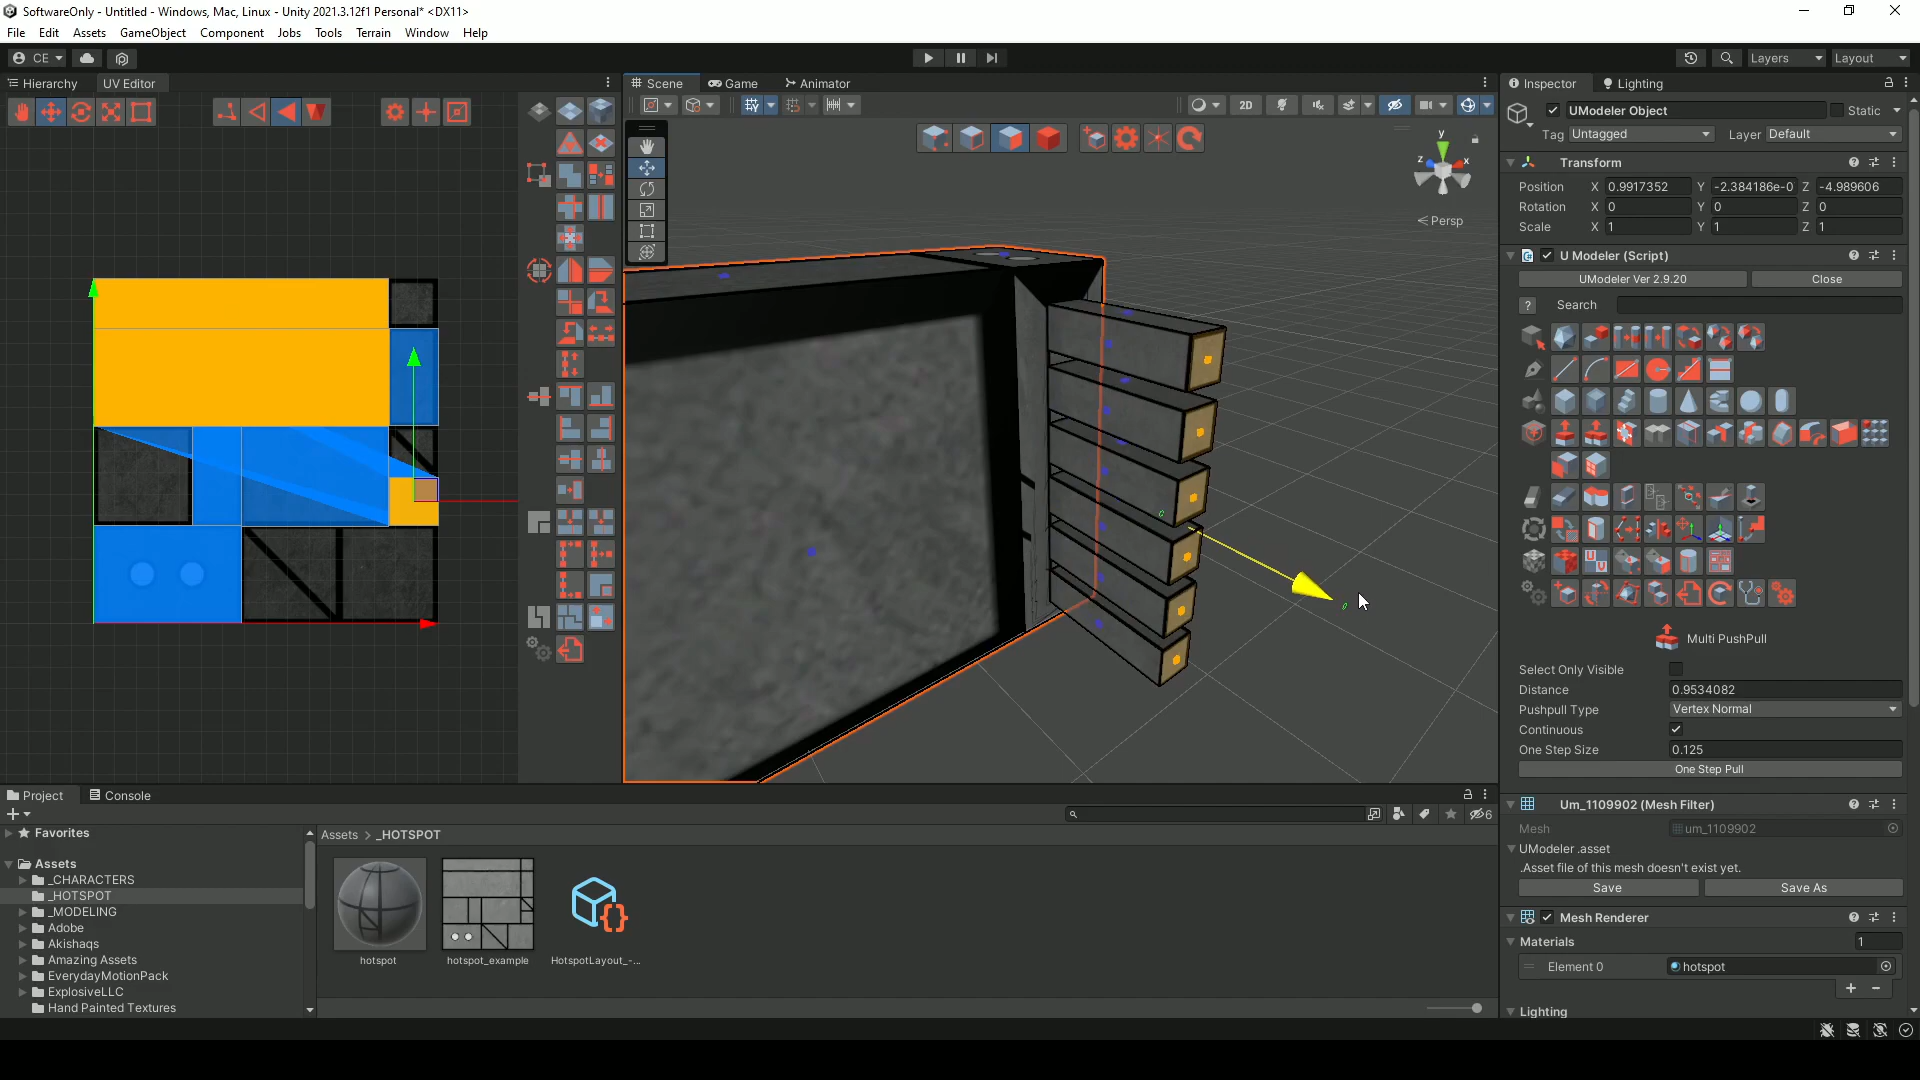 SoftwareOnly - Untitled - Windows, Mac, Linux - Unity 2021.3.12f1 Personal* <DX11>
File Edit Assets GameObject Component Jobs Tools Terrain Window Help
CE Layers Layout
Hierarchy UV Editor Scene Game Animator Inspector Lighting
2D
UModeler Object Static
Tag Untagged Layer Default
y
z x
Persp
Transform
Position X 0.9917352 Y -2.384186e-0 Z -4.989606
Rotation X 0 Y 0 Z 0
Scale X 1 Y 1 Z 1
U Modeler (Script)
UModeler Ver 2.9.20 Close
? Search
Multi PushPull
Select Only Visible
Distance 0.9534082
Pushpull Type Vertex Normal
Continuous
One Step Size 0.125
One Step Pull
Um_1109902 (Mesh Filter)
Mesh um_1109902
UModeler .asset
.Asset file of this mesh doesn't exist yet.
Save Save As
Mesh Renderer
Materials 1
Element 0 hotspot
Lighting
Project Console
6
Favorites
Assets
_CHARACTERS
_HOTSPOT
_MODELING
Adobe
Akishaqs
Amazing Assets
EverydayMotionPack
ExplosiveLLC
Hand Painted Textures
Assets > _HOTSPOT
hotspot hotspot_example HotspotLayout_-...